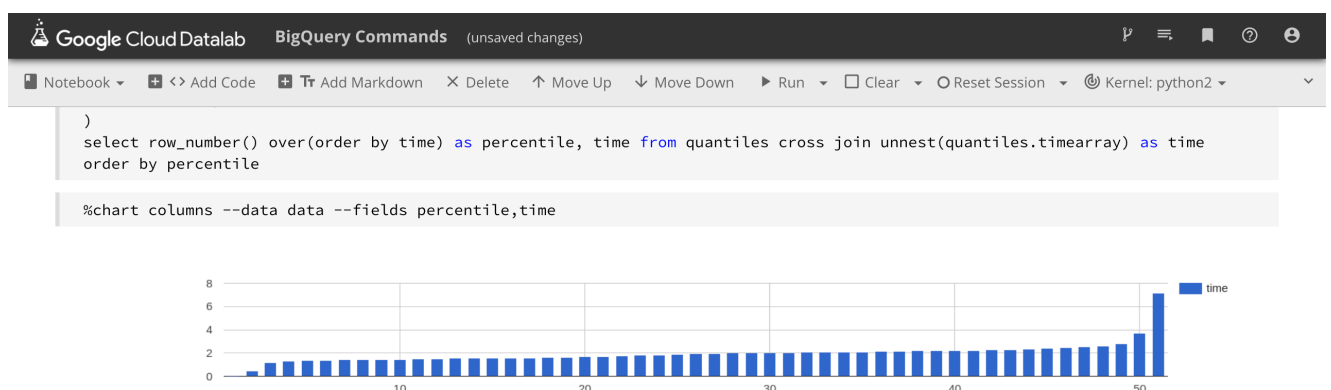 Google Cloud Datalab BigQuery Commands (unsaved changes)
Notebook Add Code Add Markdown Delete Move Up Move Down Run Clear Reset Session Kernel: python2
)
select row_number() over(order by time) as percentile, time from quantiles cross join unnest(quantiles.timearray) as time
order by percentile
%chart columns --data data --fields percentile,time
8
time
6
4
2
0
10 20 30 40 50